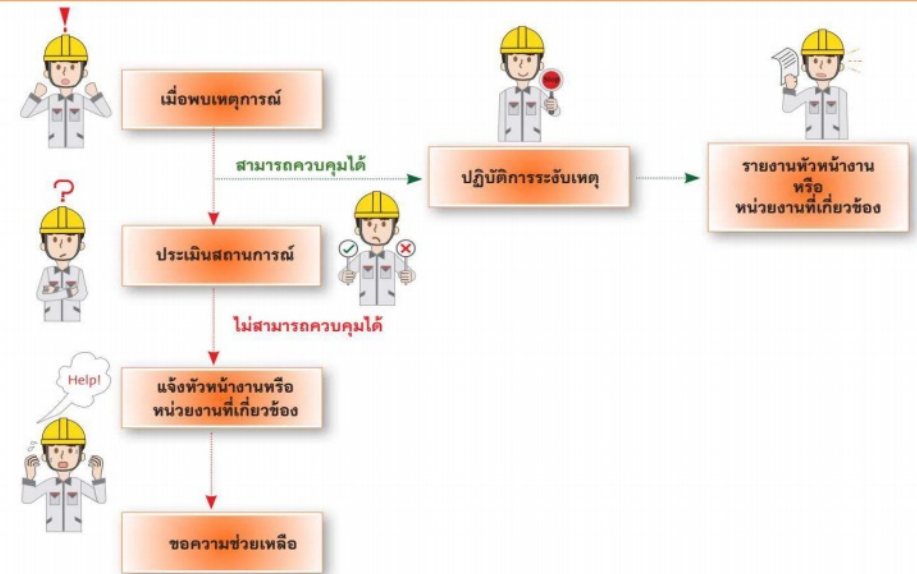 เมื่อพบเหตุการณ์
สามารถควบคุมได้
Stop
ปฏิบัติการระงับเหตุ
รายงานหัวหน้างาน
หรือ
หน่วยงานที่เกี่ยวข้อง
?
ประเมินสถานการณ์
ไม่สามารถควบคุมได้
Help!
แจ้งหัวหน้างานหรือ
หน่วยงานที่เกี่ยวข้อง
ขอความช่วยเหลือ